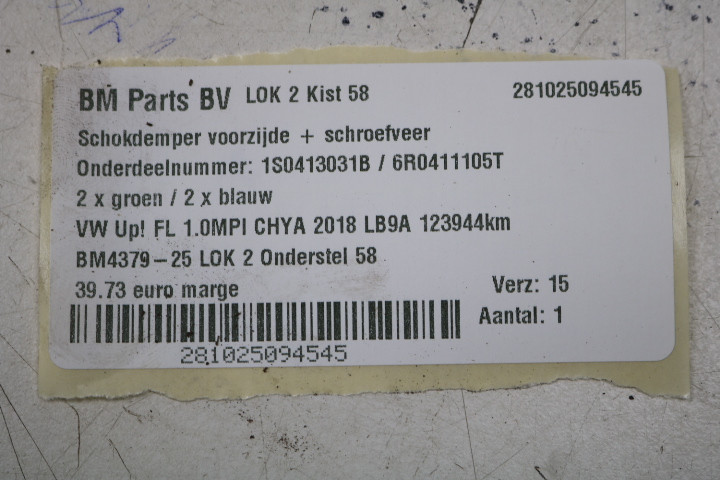 BM Parts BV LOK 2 Kist 58 281025094545
Schokdemper voorzijde + schroefveer
Onderdeelnummer: 1S0413031B / 6R0411105T
2 x groen / 2 x blauw
VW Up! FL 1.0MPI CHYA 2018 LB9A 123944km
BM4379-25 LOK 2 Onderstel 58
39.73 euro marge Verz: 15
Aantal: 1
281025094545